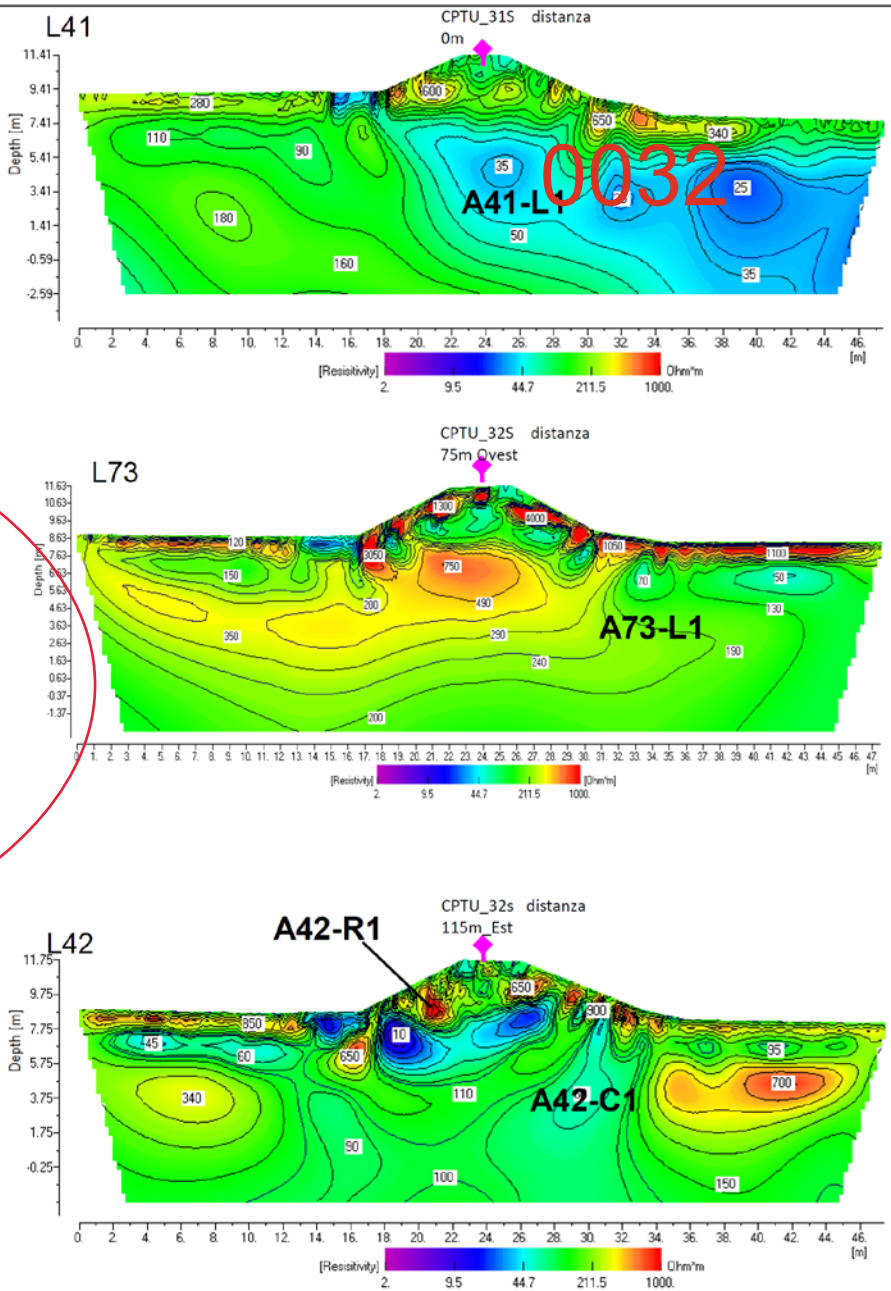 L41
CPTU_31S distanza
0m
11.41
9.41
7.41
5.41
3.41
1.41
-0.59
-2.59
Depth [m]
280
600
650
340
110
90
35
25
180
160
50
35
A41-L1
0032
0. 2. 4. 6. 8. 10. 12. 14. 16. 18. 20. 22. 24. 26. 28. 30. 32. 34. 36. 38. 40. 42. 44. 46.
[m]
[Resisitivity]
Ohm*m
2. 9.5 44.7 211.5 1000.
L73
CPTU_32S distanza
75m Ovest
11.63
10.63
9.63
8.63
7.63
6.63
5.63
4.63
3.63
2.63
1.63
0.63
-0.37
-1.37
Depth [m]
1300
4000
120
3050
1050
1100
150
750
70
50
200
490
130
350
290
190
240
200
A73-L1
1. 2. 3. 4. 5. 6. 7. 8. 9. 10. 11. 12. 13. 14. 15. 16. 17. 18. 19. 20. 21. 22. 23. 24. 25. 26. 27. 28. 29. 30. 31. 32. 33. 34. 35. 36. 37. 38. 39. 40. 41. 42. 43. 44. 45. 46. 47.
[m]
[Resistivity]
[Ohm*m]
2. 9.5 44.7 211.5 1000.
L42
CPTU_32s distanza
115m_Est
A42-R1
11.75
9.75
7.75
5.75
3.75
1.75
-0.25
Depth [m]
650
850
900
10
45
60
650
95
340
110
700
90
100
150
A42-C1
0. 2. 4. 6. 8. 10. 12. 14. 16. 18. 20. 22. 24. 26. 28. 30. 32. 34. 36. 38. 40. 42. 44. 46.
[m]
[Resistivity]
Ohm*m
2. 9.5 44.7 211.5 1000.